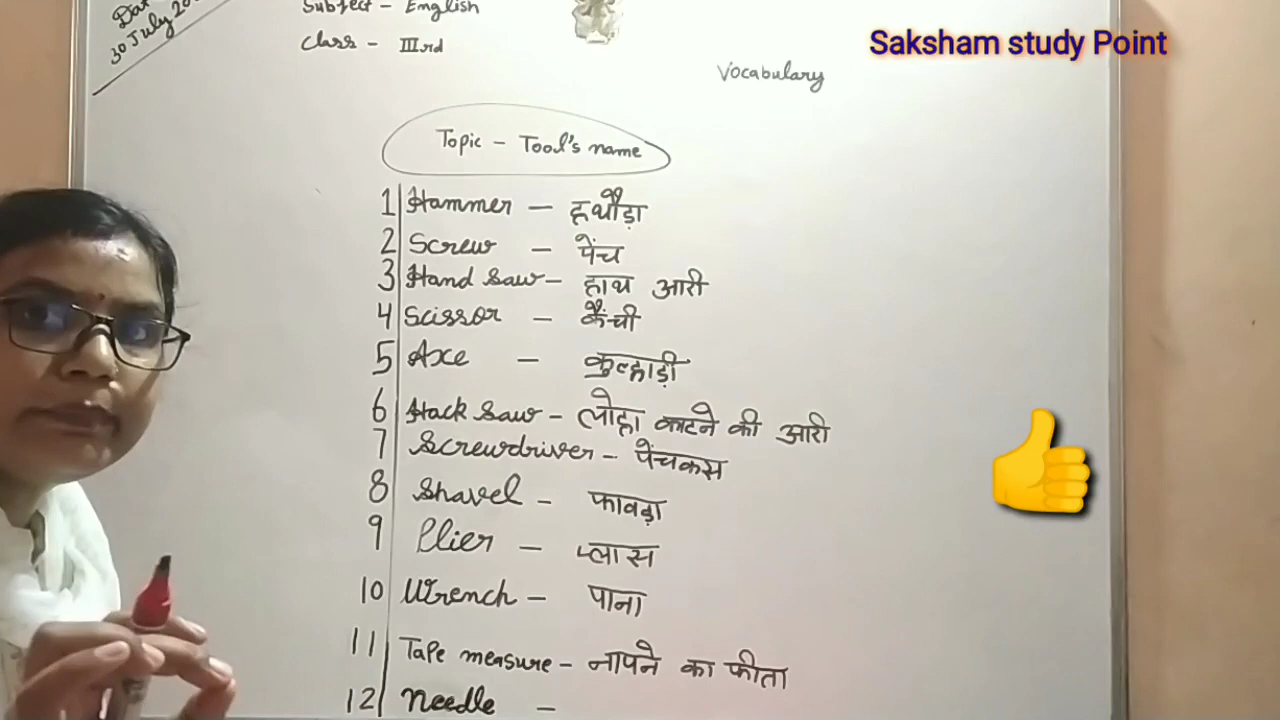 Subject - English
30 July
Class - IIIrd
Saksham study Point
Vocabulary
Topic - Tool's name
1 Hammer - हथौड़ा
2 Screw - पेंच
3 Hand Saw - हाथ आरी
4 Scissor - कैंची
5 Axe - कुल्हाड़ी
6 Hack Saw - लोहा काटने की आरी
7 Screwdriver - पेंचकस
8 Shavel - फावड़ा
9 Plier - प्लास
10 Wrench - पाना
11 Tape measure - नापने का फीता
12 Needle -